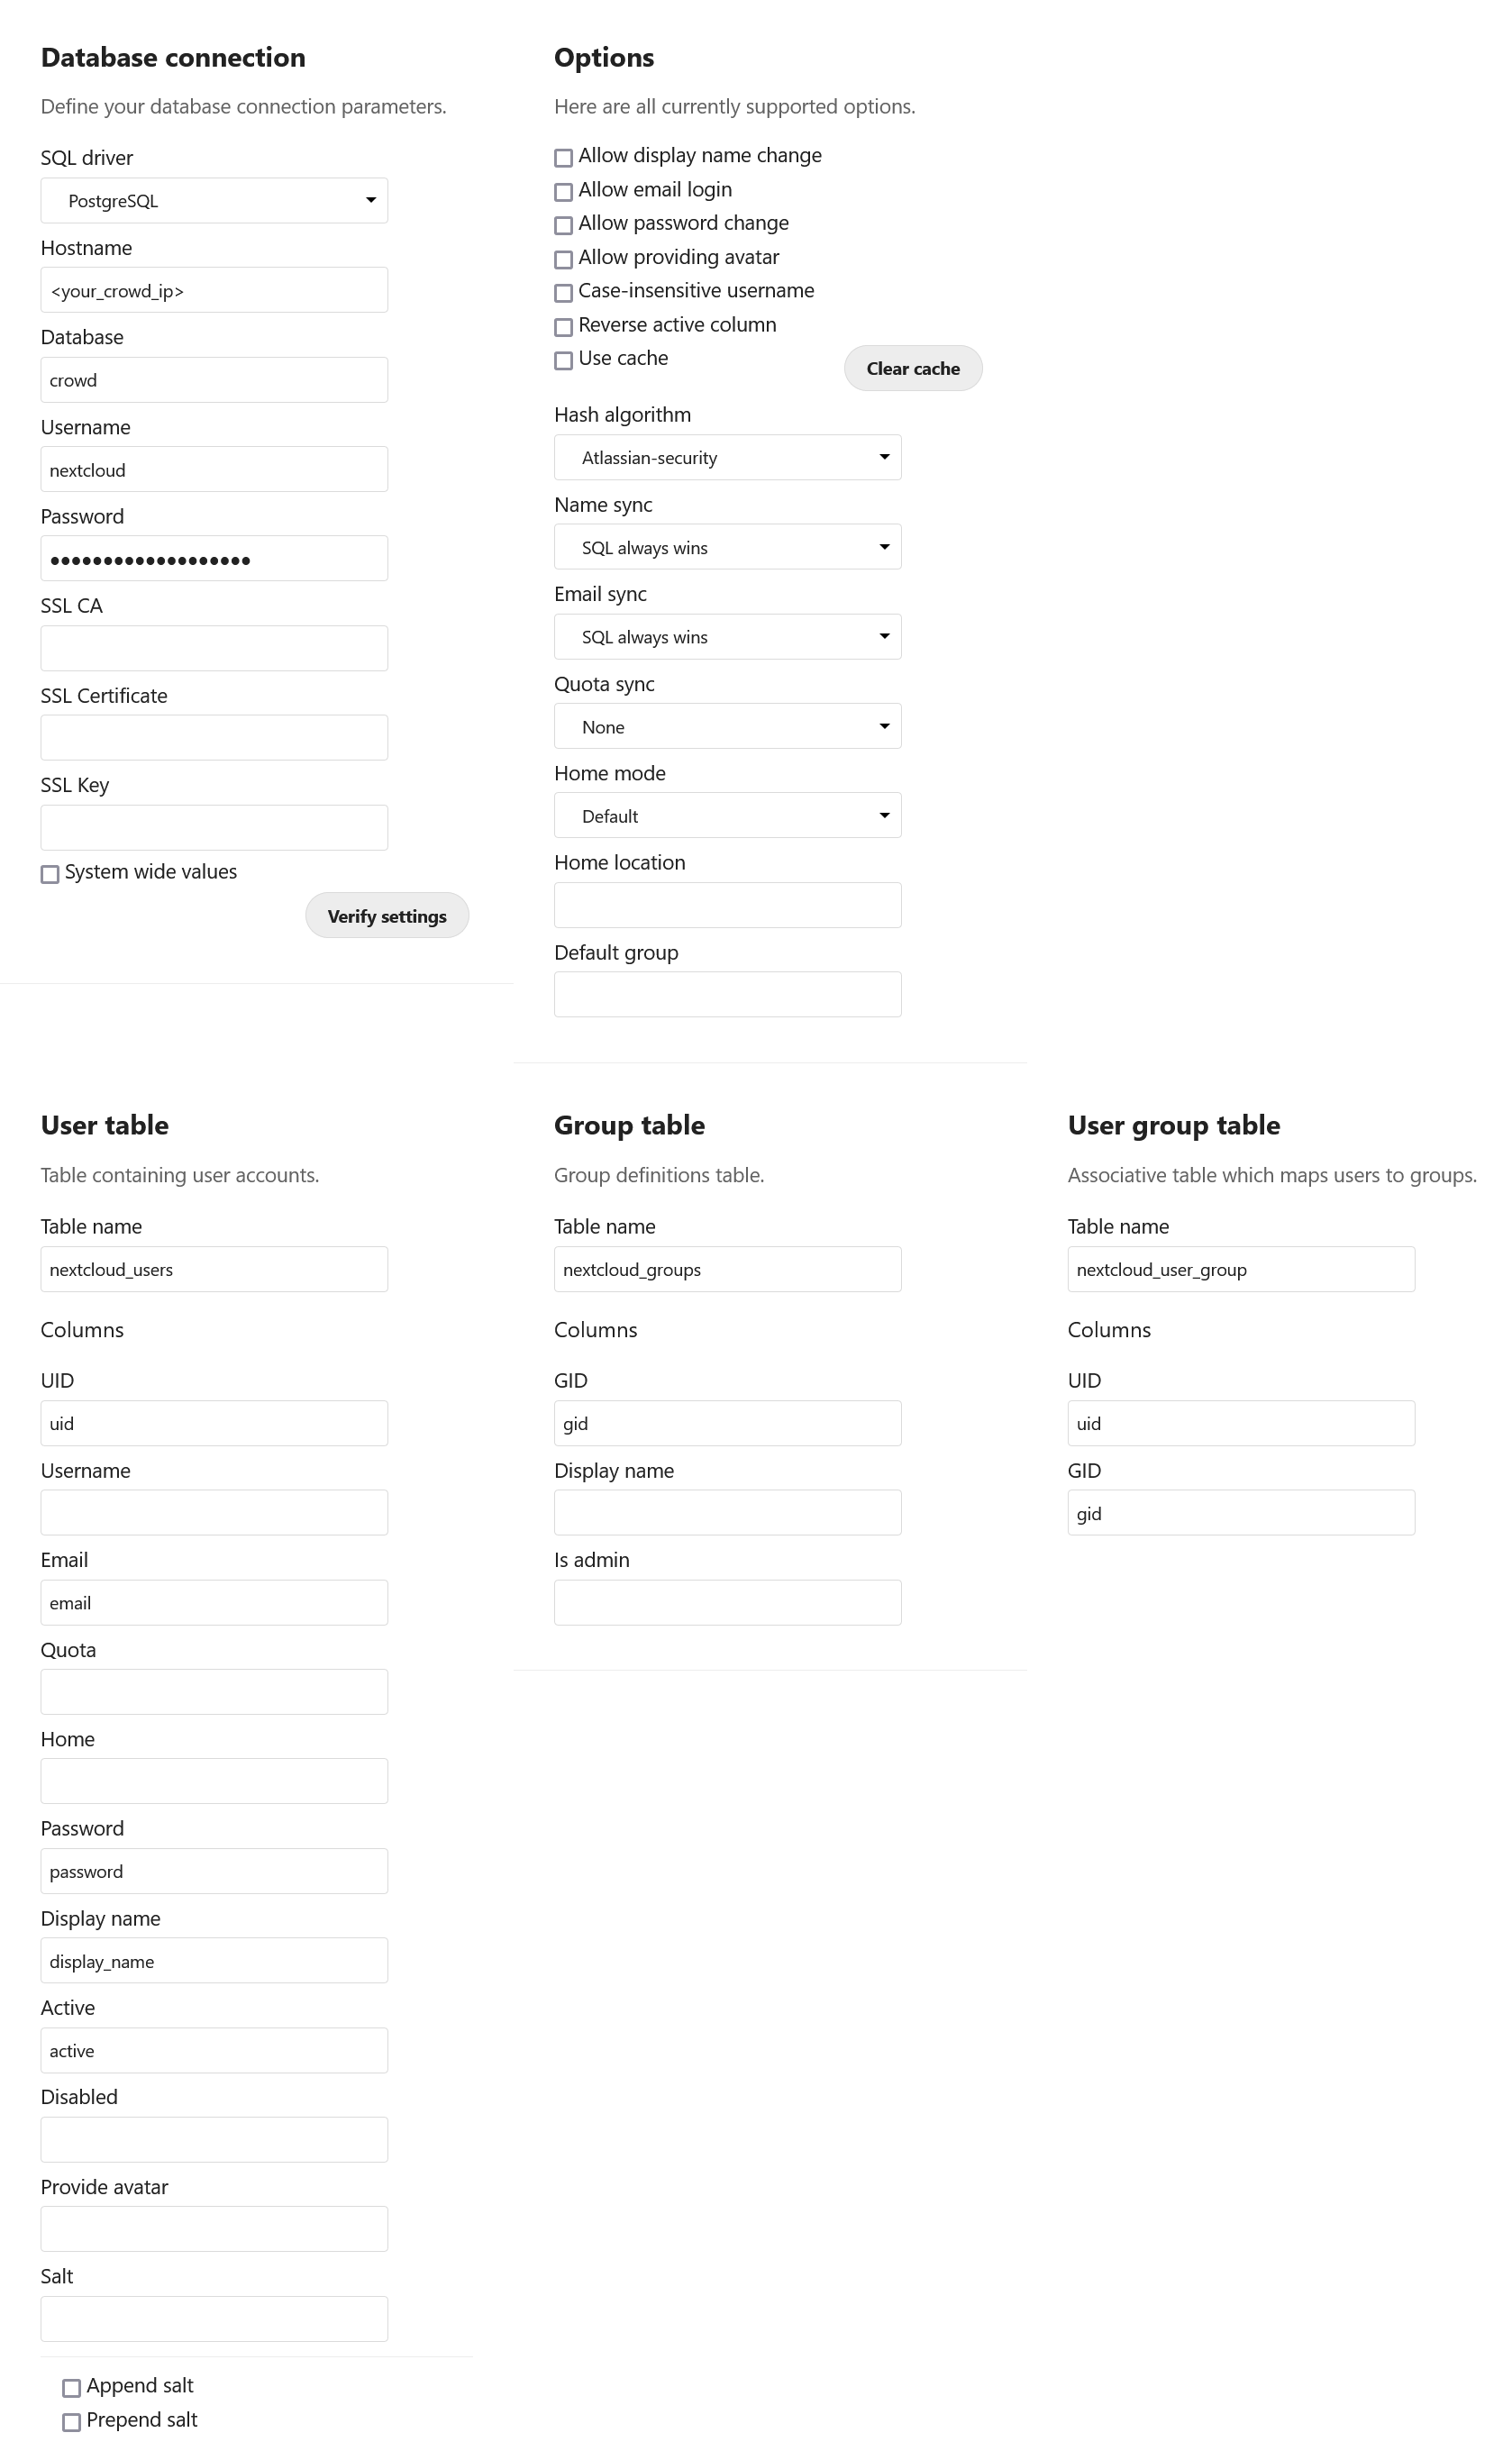 Database connection
Define your database connection parameters.
SQL driver
PostgreSQL
Hostname
<your_crowd_ip>
Database
crowd
Username
nextcloud
Password
●●●●●●●●●●●●●●●●●●●
SSL CA
SSL Certificate
SSL Key
System wide values
Verify settings
Options
Here are all currently supported options.
Allow display name change
Allow email login
Allow password change
Allow providing avatar
Case-insensitive username
Reverse active column
Use cache
Clear cache
Hash algorithm
Atlassian-security
Name sync
SQL always wins
Email sync
SQL always wins
Quota sync
None
Home mode
Default
Home location
Default group
User table
Table containing user accounts.
Table name
nextcloud_users
Columns
UID
uid
Username
Email
email
Quota
Home
Password
password
Display name
display_name
Active
active
Disabled
Provide avatar
Salt
Append salt
Prepend salt
Group table
Group definitions table.
Table name
nextcloud_groups
Columns
GID
gid
Display name
Is admin
User group table
Associative table which maps users to groups.
Table name
nextcloud_user_group
Columns
UID
uid
GID
gid